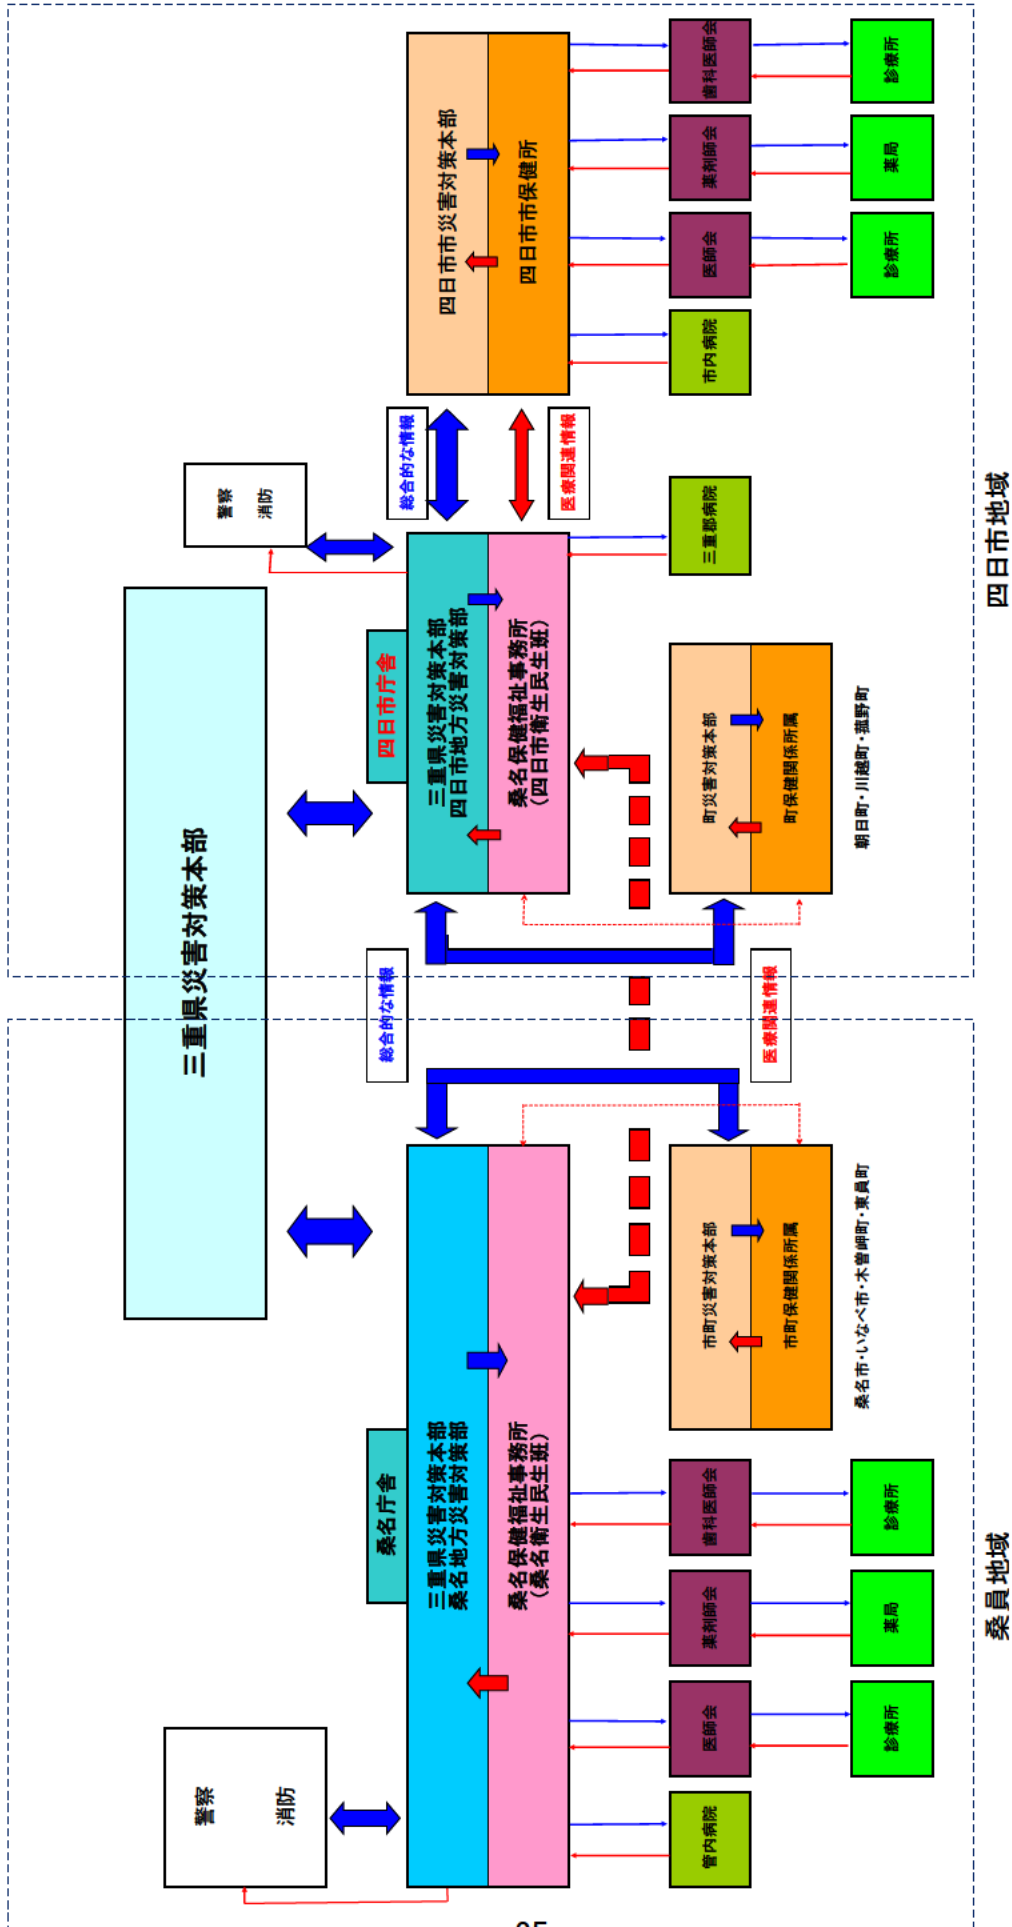 三重県災害対策本部
警察
消防
警察
消防
桑名庁舎
四日市庁舎
総合的な情報
総合的な情報
三重県災害対策本部
桑名地方災害対策部
桑名保健福祉事務所
（桑名衛生民生班）
三重県災害対策本部
四日市地方災害対策部
桑名保健福祉事務所
（四日市衛生民生班）
四日市市災害対策本部
四日市市保健所
医療関連情報
管内病院
医師会
薬剤師会
歯科医師会
市町災害対策本部
市町保健関係所属
町災害対策本部
町保健関係所属
三重郡病院
市内病院
医師会
薬剤師会
歯科医師会
医療関連情報
診療所
薬局
診療所
桑名市・いなべ市・木曽岬町・東員町
朝日町・川越町・菰野町
診療所
薬局
診療所
桑員地域
四日市地域